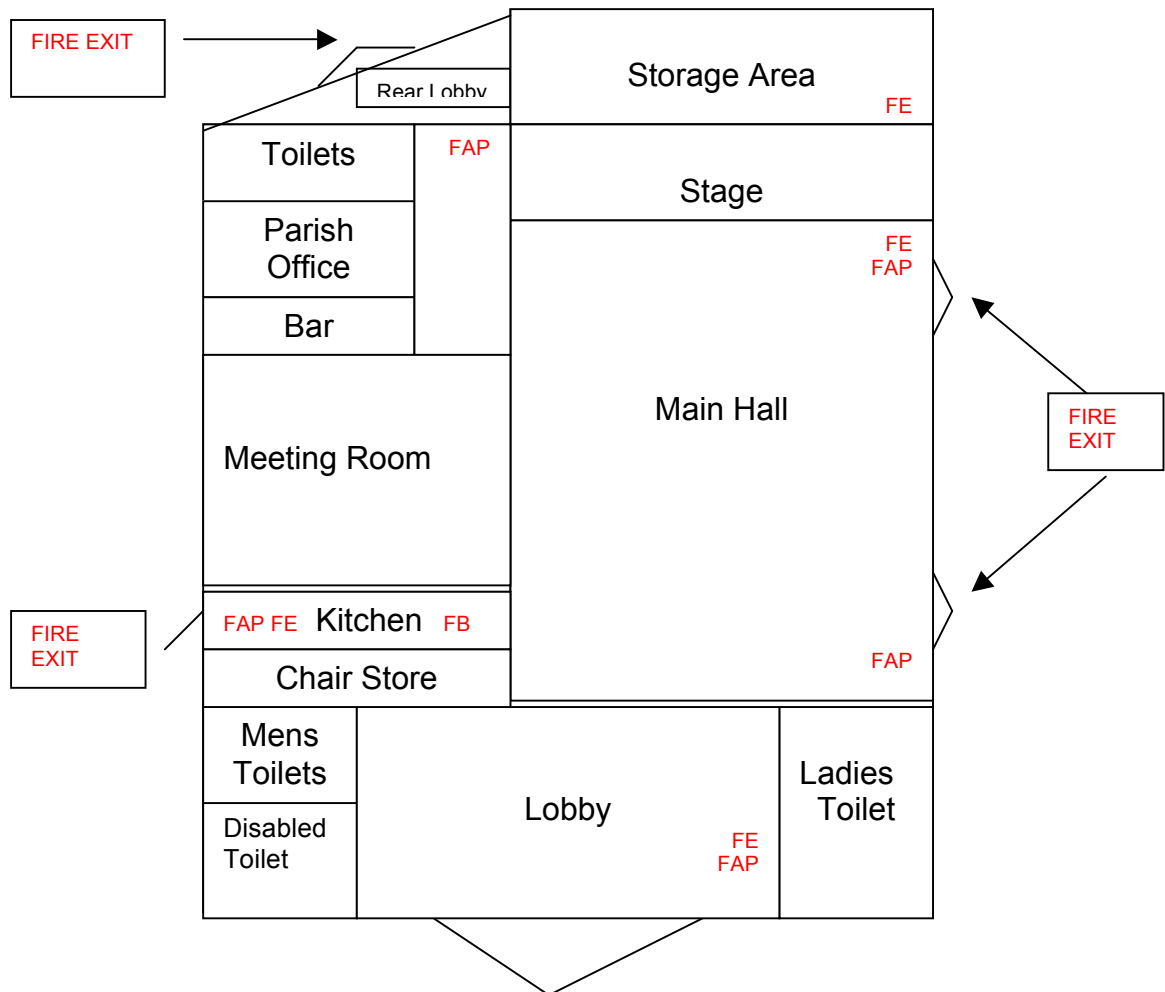 FIRE EXIT
Rear Lobby
Storage Area
FE
Toilets
FAP
Stage
Parish
Office
FE
FAP
Bar
Main Hall
FIRE
EXIT
Meeting Room
FAP FE Kitchen FB
FIRE
EXIT
FAP
Chair Store
Mens
Toilets
Ladies
Toilet
Lobby
Disabled
Toilet
FE
FAP